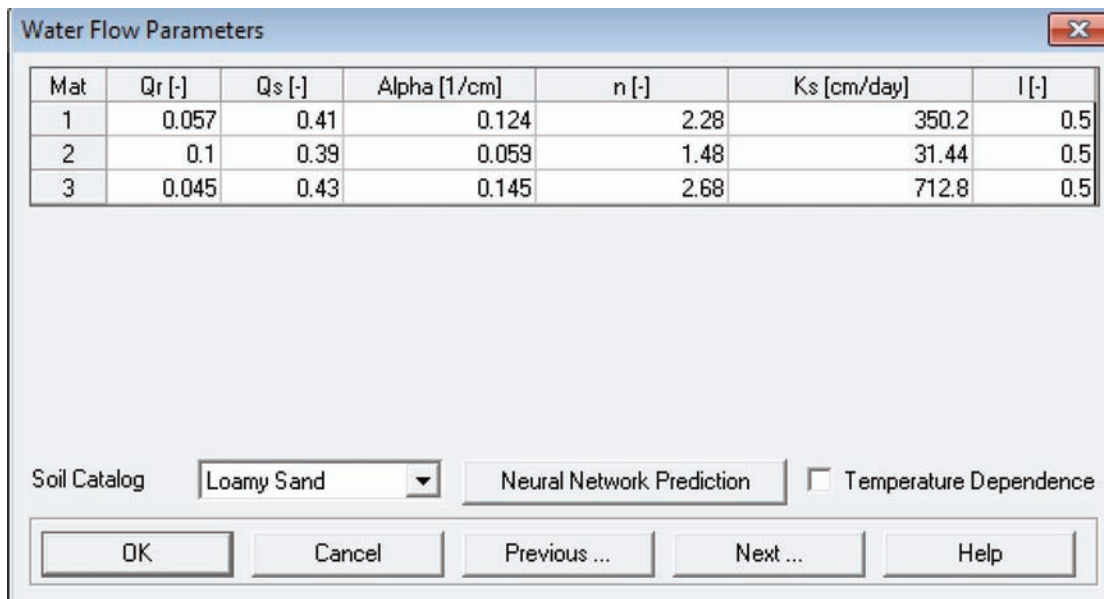 Water Flow Parameters
Mat Qr [-] Qs [-] Alpha [1/cm] n [-] Ks [cm/day] l [-]
1 0.057 0.41 0.124 2.28 350.2 0.5
2 0.1 0.39 0.059 1.48 31.44 0.5
3 0.045 0.43 0.145 2.68 712.8 0.5
Soil Catalog Loamy Sand Neural Network Prediction Temperature Dependence
OK Cancel Previous ... Next ... Help